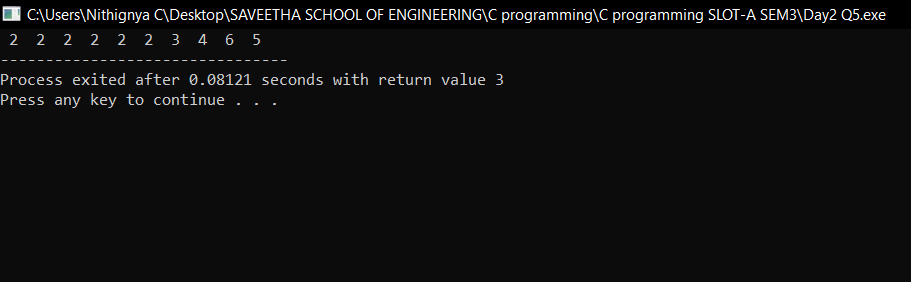 C:\Users\Nithignya C\Desktop\SAVEETHA SCHOOL OF ENGINEERING\C programming\C programming SLOT-A SEM3\Day2 Q5.exe
2 2 2 2 2 2 3 4 6 5
--------------------------------
Process exited after 0.08121 seconds with return value 3
Press any key to continue . . .